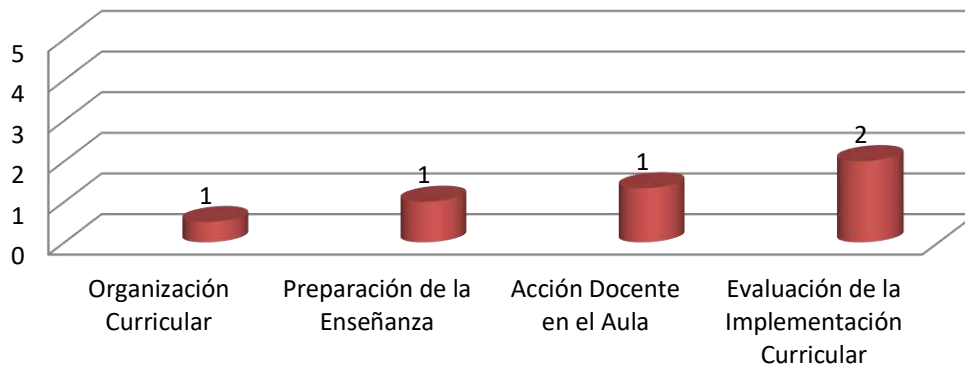 5
4
3
2
1
0
1
1
1
2
Organización
Curricular
Preparación de la
Enseñanza
Acción Docente
en el Aula
Evaluación de la
Implementación
Curricular